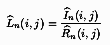 L̂ₙ(i, j) = Îₙ(i, j) / R̂ₙ(i, j)